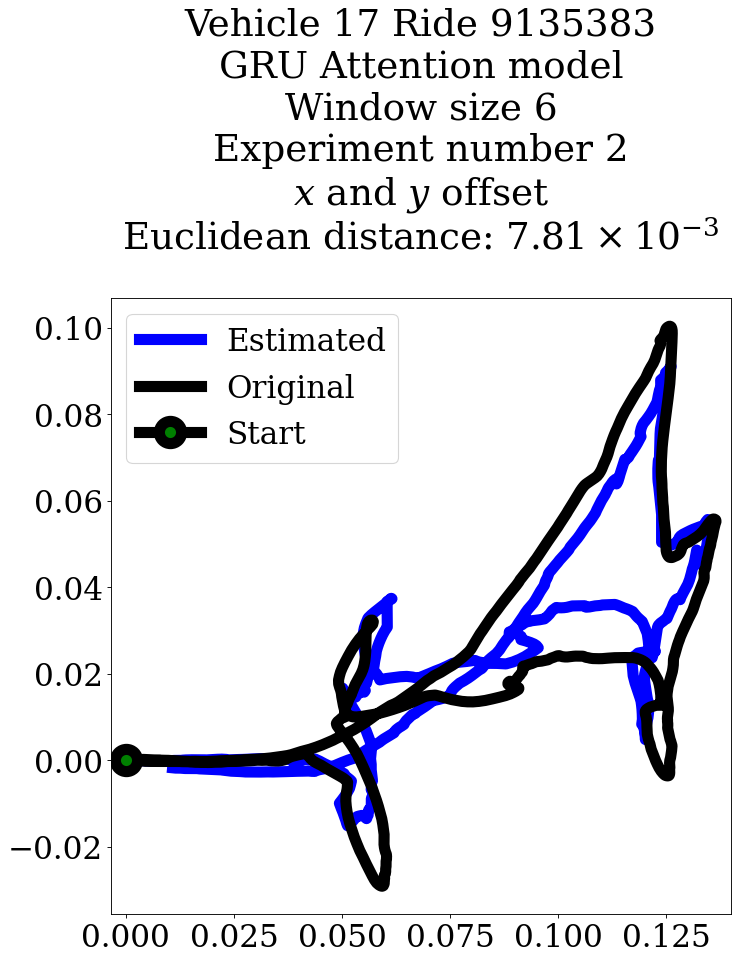 Vehicle 17 Ride 9135383
GRU Attention model
Window size 6
Experiment number 2
x and y offset
Euclidean distance: 7.81 × 10⁻³
Estimated
Original
Start
0.10
0.08
0.06
0.04
0.02
0.00
−0.02
0.000 0.025 0.050 0.075 0.100 0.125